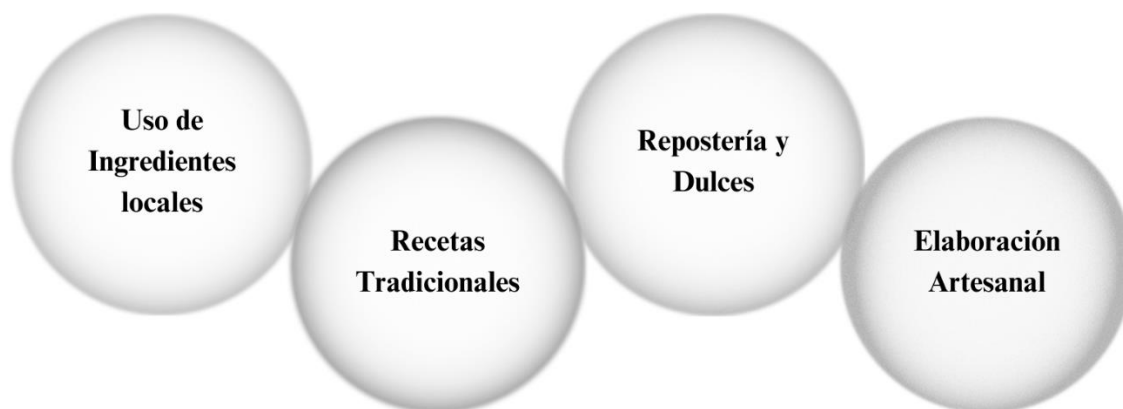 Uso de
Ingredientes
locales
Recetas
Tradicionales
Repostería y
Dulces
Elaboración
Artesanal